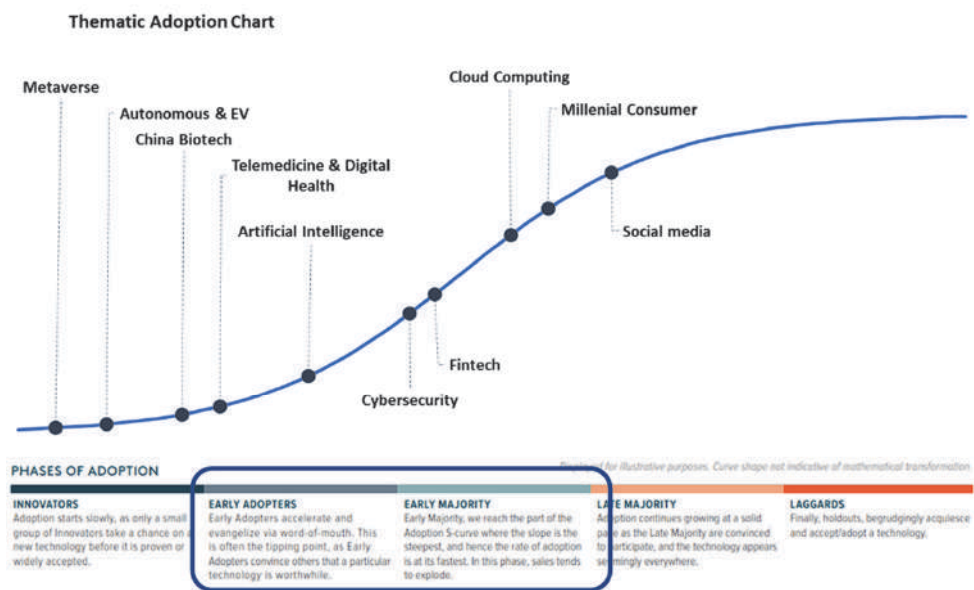 Thematic Adoption Chart
Metaverse
Autonomous & EV
China Biotech
Telemedicine & Digital
Health
Artificial Intelligence
Cloud Computing
Millenial Consumer
Social media
Fintech
Cybersecurity
PHASES OF ADOPTION
for illustrative purposes. Curve shape not indicative of mathematical transformation.
INNOVATORS
Adoption starts slowly, as only a small
group of Innovators take a chance on a
new technology before it is proven or
widely accepted.
EARLY ADOPTERS
Early Adopters accelerate and
evangelize via word-of-mouth. This
is often the tipping point, as Early
Adopters convince others that a particular
technology is worthwhile.
EARLY MAJORITY
Early Majority, we reach the part of the
Adoption S-curve where the slope is the
steepest, and hence the rate of adoption
is at its fastest. In this phase, sales tends
to explode.
LATE MAJORITY
Adoption continues growing at a solid
pace as the Late Majority are convinced
to participate, and the technology appears
seemingly everywhere.
LAGGARDS
Finally, holdouts, begrudgingly acquiesce
and accept/adopt a technology.